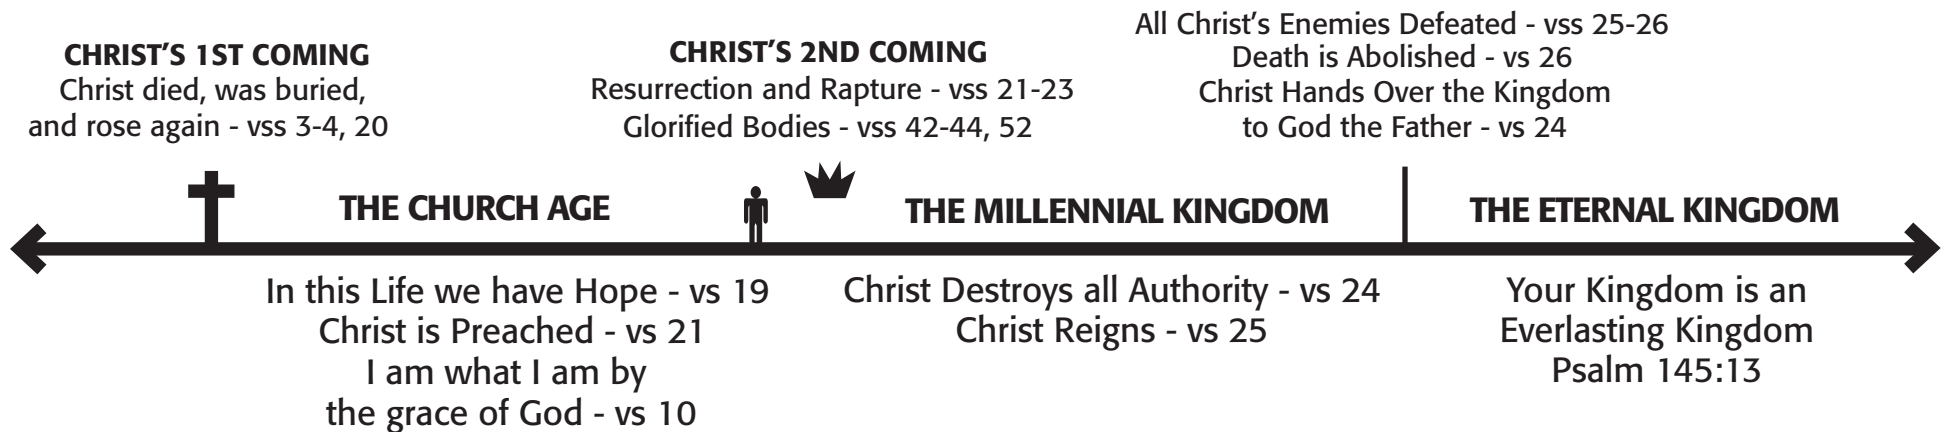 CHRIST'S 1ST COMING
Christ died, was buried,
and rose again - vss 3-4, 20
CHRIST'S 2ND COMING
Resurrection and Rapture - vss 21-23
Glorified Bodies - vss 42-44, 52
All Christ's Enemies Defeated - vss 25-26
Death is Abolished - vs 26
Christ Hands Over the Kingdom
to God the Father - vs 24
THE CHURCH AGE
THE MILLENNIAL KINGDOM
THE ETERNAL KINGDOM
In this Life we have Hope - vs 19
Christ is Preached - vs 21
I am what I am by
the grace of God - vs 10
Christ Destroys all Authority - vs 24
Christ Reigns - vs 25
Your Kingdom is an
Everlasting Kingdom
Psalm 145:13